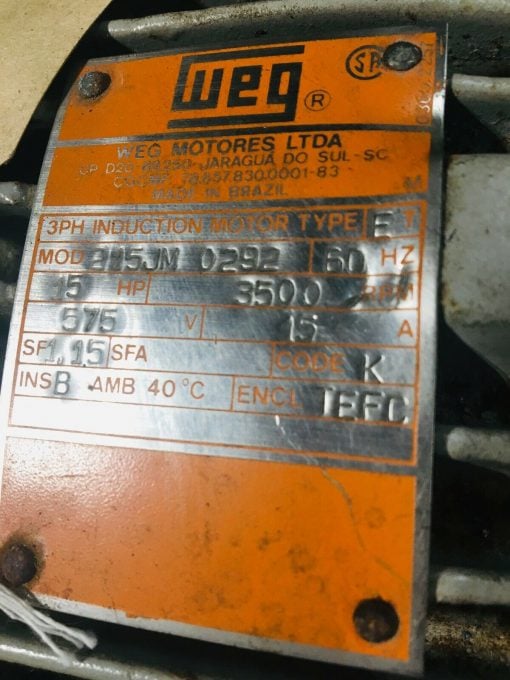 weg ®
WEG MOTORES LTDA
JARAGUA DO SUL - SC
MADE IN BRAZIL
3PH INDUCTION MOTOR TYPE E T
MOD 215JM 0292 60 HZ
15 HP 3500 RPM
575 V 15 A
SF 1.15 SFA CODE K
INS B AMB 40 °C ENCL TEFC